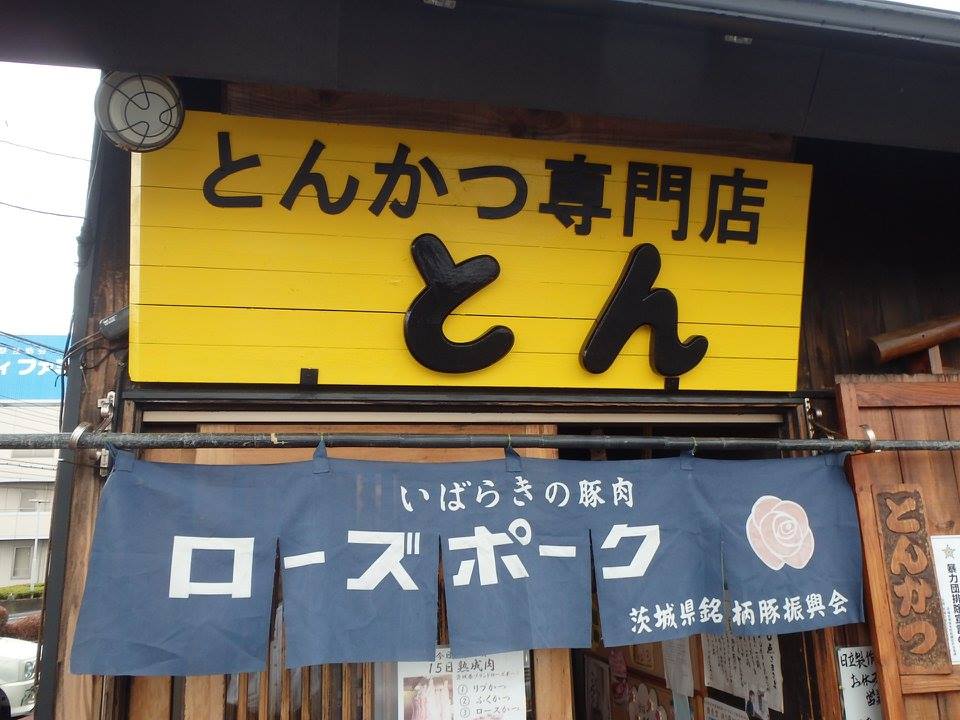 とんかつ専門店
とん
いばらきの豚肉
ローズポーク
茨城県銘柄豚振興会
とんかつ
15日熟成肉
① リブかつ
② ふくかつ
③ ロースかつ